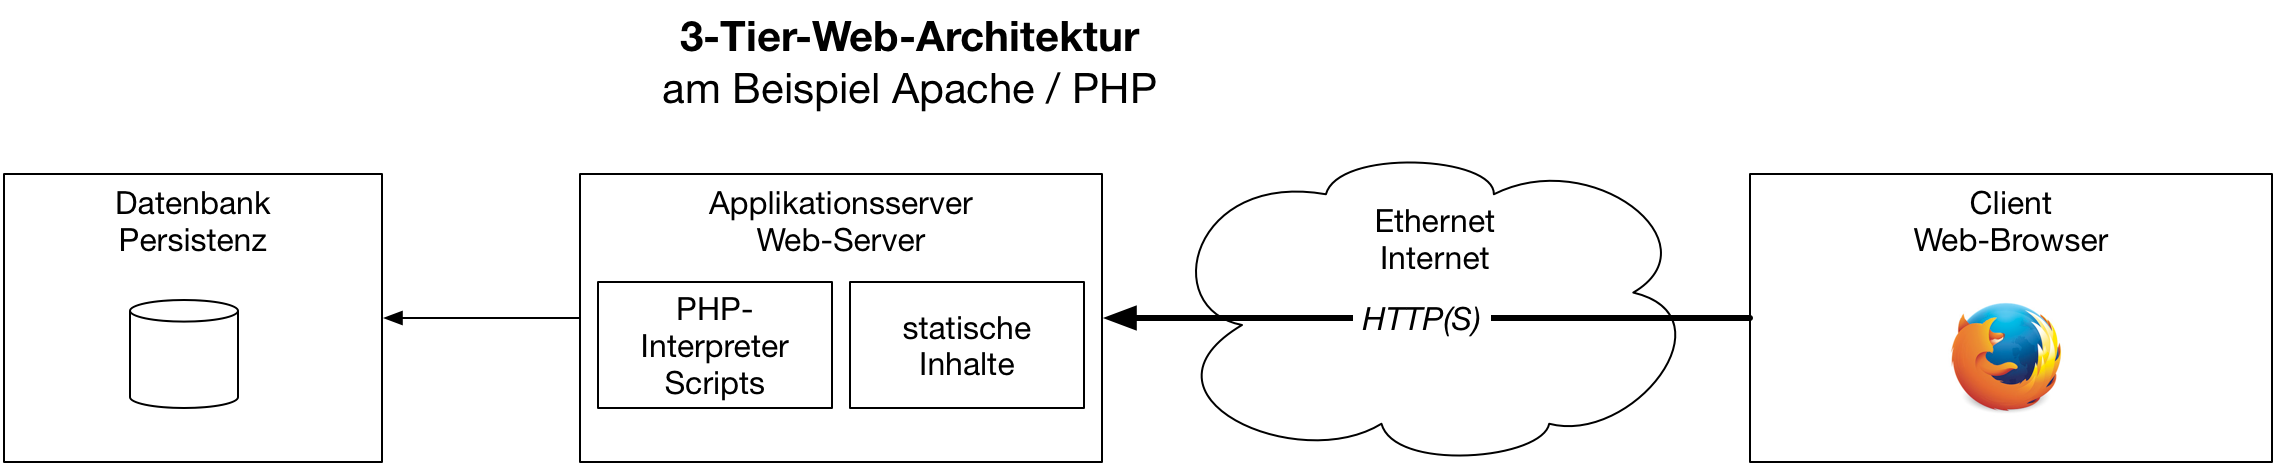 3-Tier-Web-Architektur
am Beispiel Apache / PHP
Datenbank
Persistenz
Applikationsserver
Web-Server
PHP-
Interpreter
Scripts
statische
Inhalte
Ethernet
Internet
HTTP(S)
Client
Web-Browser